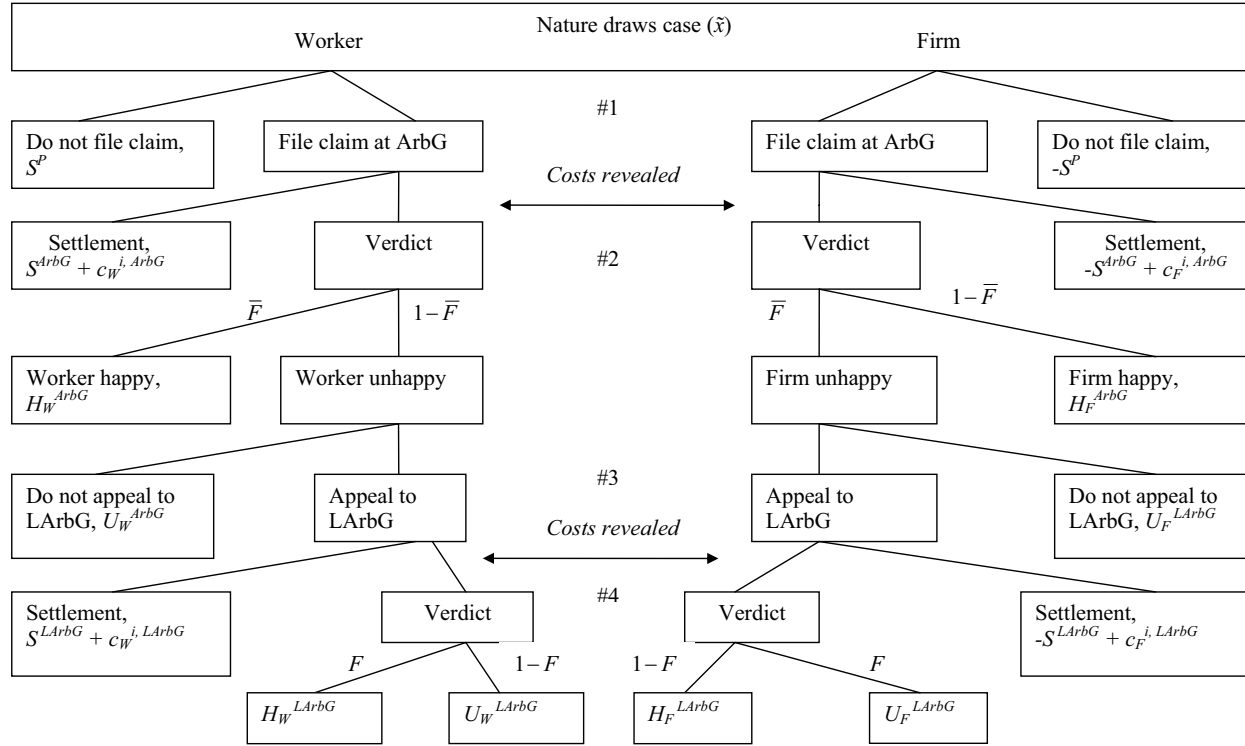 Nature draws case (x̃)
Worker Firm
#1
Do not file claim,
S^P
File claim at ArbG
File claim at ArbG
Do not file claim,
-S^P
Costs revealed
Settlement,
S^ArbG + c_W^i, ArbG
Verdict
#2
Verdict
Settlement,
-S^ArbG + c_F^i, ArbG
F̅ 1 – F̅ F̅ 1 – F̅
Worker happy,
H_W^ArbG
Worker unhappy
Firm unhappy
Firm happy,
H_F^ArbG
#3
Do not appeal to
LArbG, U_W^ArbG
Appeal to
LArbG
Appeal to
LArbG
Do not appeal to
LArbG, U_F^LArbG
Costs revealed
#4
Settlement,
S^LArbG + c_W^i, LArbG
Verdict
Verdict
Settlement,
-S^LArbG + c_F^i, LArbG
F 1 – F 1 – F F
H_W^LArbG
U_W^LArbG
H_F^LArbG
U_F^LArbG